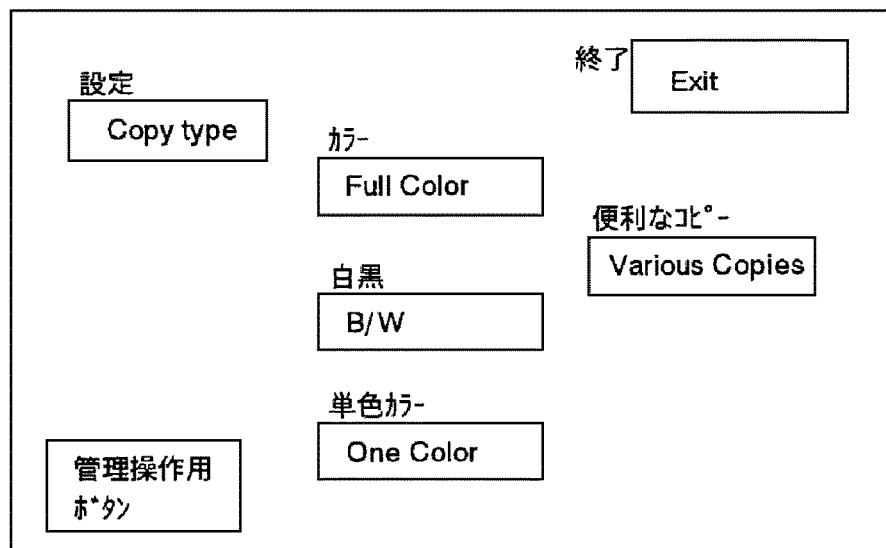 終了
Exit
設定
Copy type
ｶﾗｰ
Full Color
便利なｺﾋﾟｰ
Various Copies
白黒
B/W
単色ｶﾗｰ
One Color
管理操作用
ﾎﾞﾀﾝ